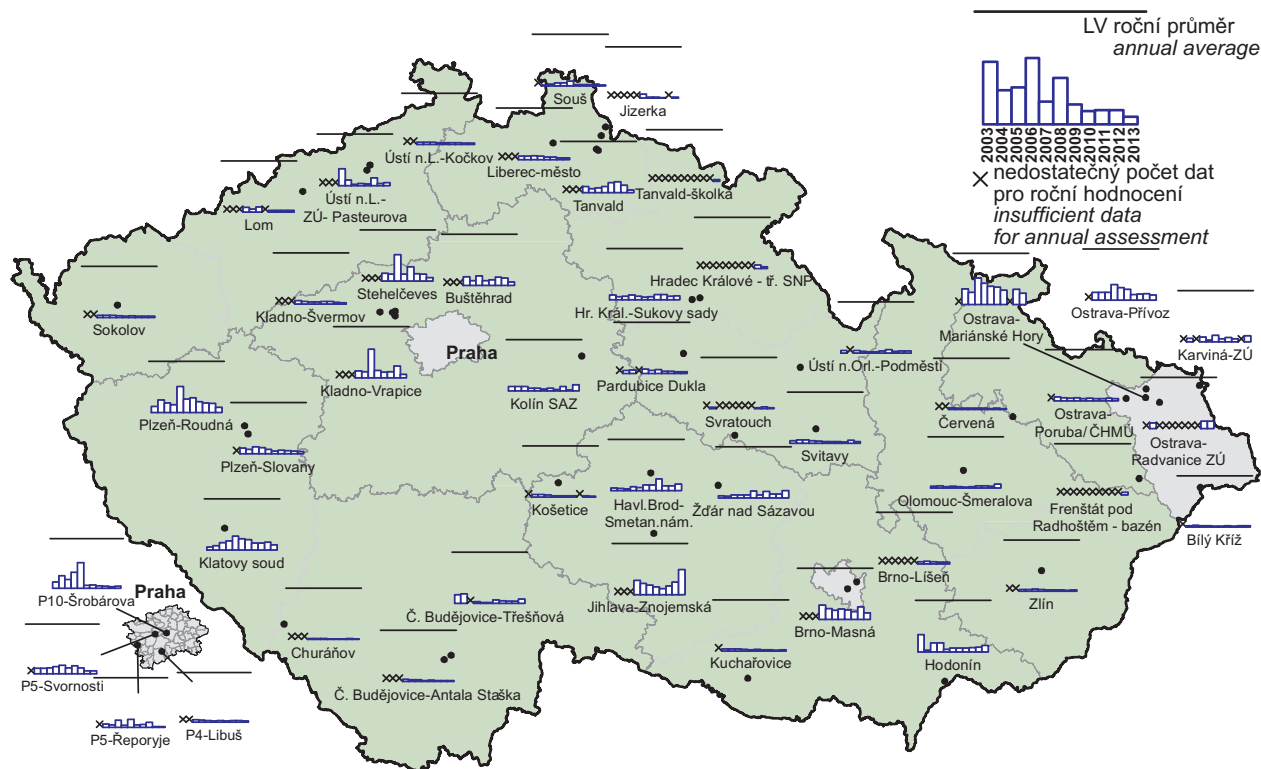 LV roční průměr
annual average
2003
2004
2005
2006
2007
2008
2009
2010
2011
2012
2013
× nedostatečný počet dat
pro roční hodnocení
insufficient data
for annual assessment
Souš
Jizerka
Ústí n.L.-Kočkov
Liberec-město
Ústí n.L.-
ZÚ- Pasteurova
Tanvald
Tanvald-školka
Lom
Stehelčeves
Buštěhrad
Hradec Králové - tř. SNP
Sokolov
Kladno-Švermov
Hr. Král.-Sukovy sady
Ostrava-
Mariánské Hory
Ostrava-Přívoz
Karviná-ZÚ
Praha
Kladno-Vrapice
Kolín SAZ
Pardubice Dukla
Ústí n.Orl.-Podměstí
Plzeň-Roudná
Svratouch
Červená
Ostrava-
Poruba/ČHMÚ
Ostrava-
Radvanice ZÚ
Plzeň-Slovany
Svitavy
Košetice
Havl.Brod-
Smetan.nám.
Žďár nad Sázavou
Olomouc-Šmeralova
Frenštát pod
Radhoštěm - bazén
Bílý Kříž
Klatovy soud
Brno-Líšeň
P10-Šrobárova
Praha
Č. Budějovice-Třešňová
Jihlava-Znojemská
Brno-Masná
Zlín
Churáňov
Kuchařovice
Hodonín
P5-Svornosti
Č. Budějovice-Antala Staška
P5-Řeporyje
P4-Libuš